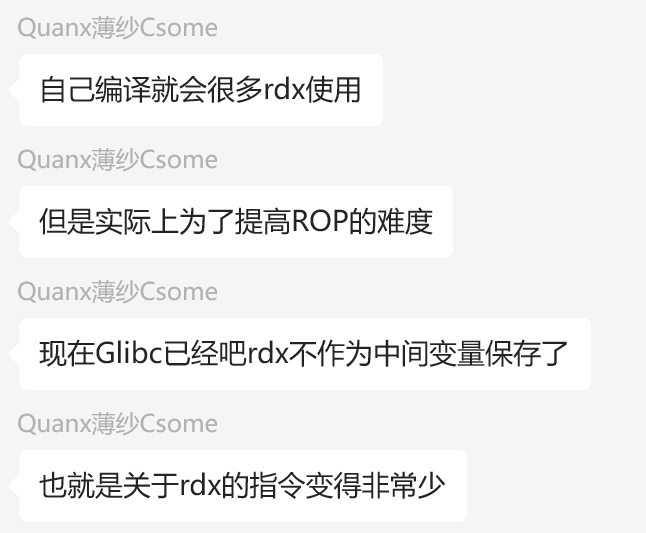 Quanx薄纱Csome
自己编译就会很多rdx使用
Quanx薄纱Csome
但是实际上为了提高ROP的难度
Quanx薄纱Csome
现在Glibc已经吧rdx不作为中间变量保存了
Quanx薄纱Csome
也就是关于rdx的指令变得非常少